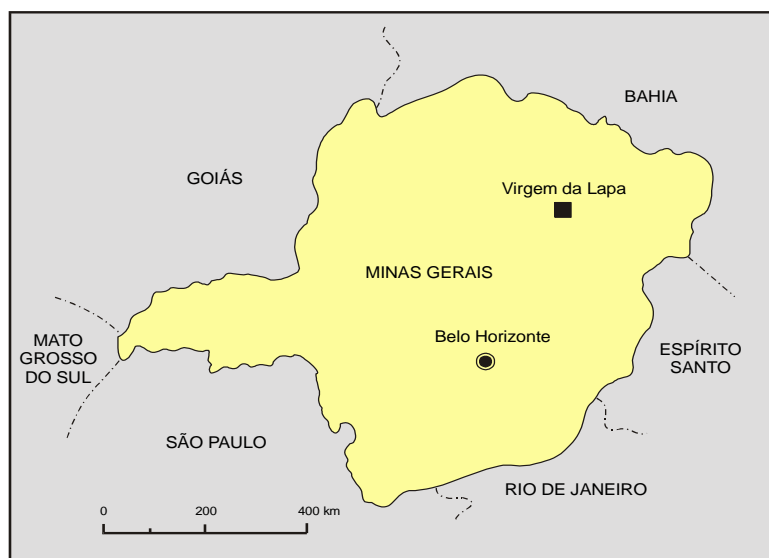 BAHIA
GOIÁS
Virgem da Lapa
MINAS GERAIS
Belo Horizonte
MATO
GROSSO
DO SUL
ESPÍRITO
SANTO
SÃO PAULO
RIO DE JANEIRO
0 200 400 km